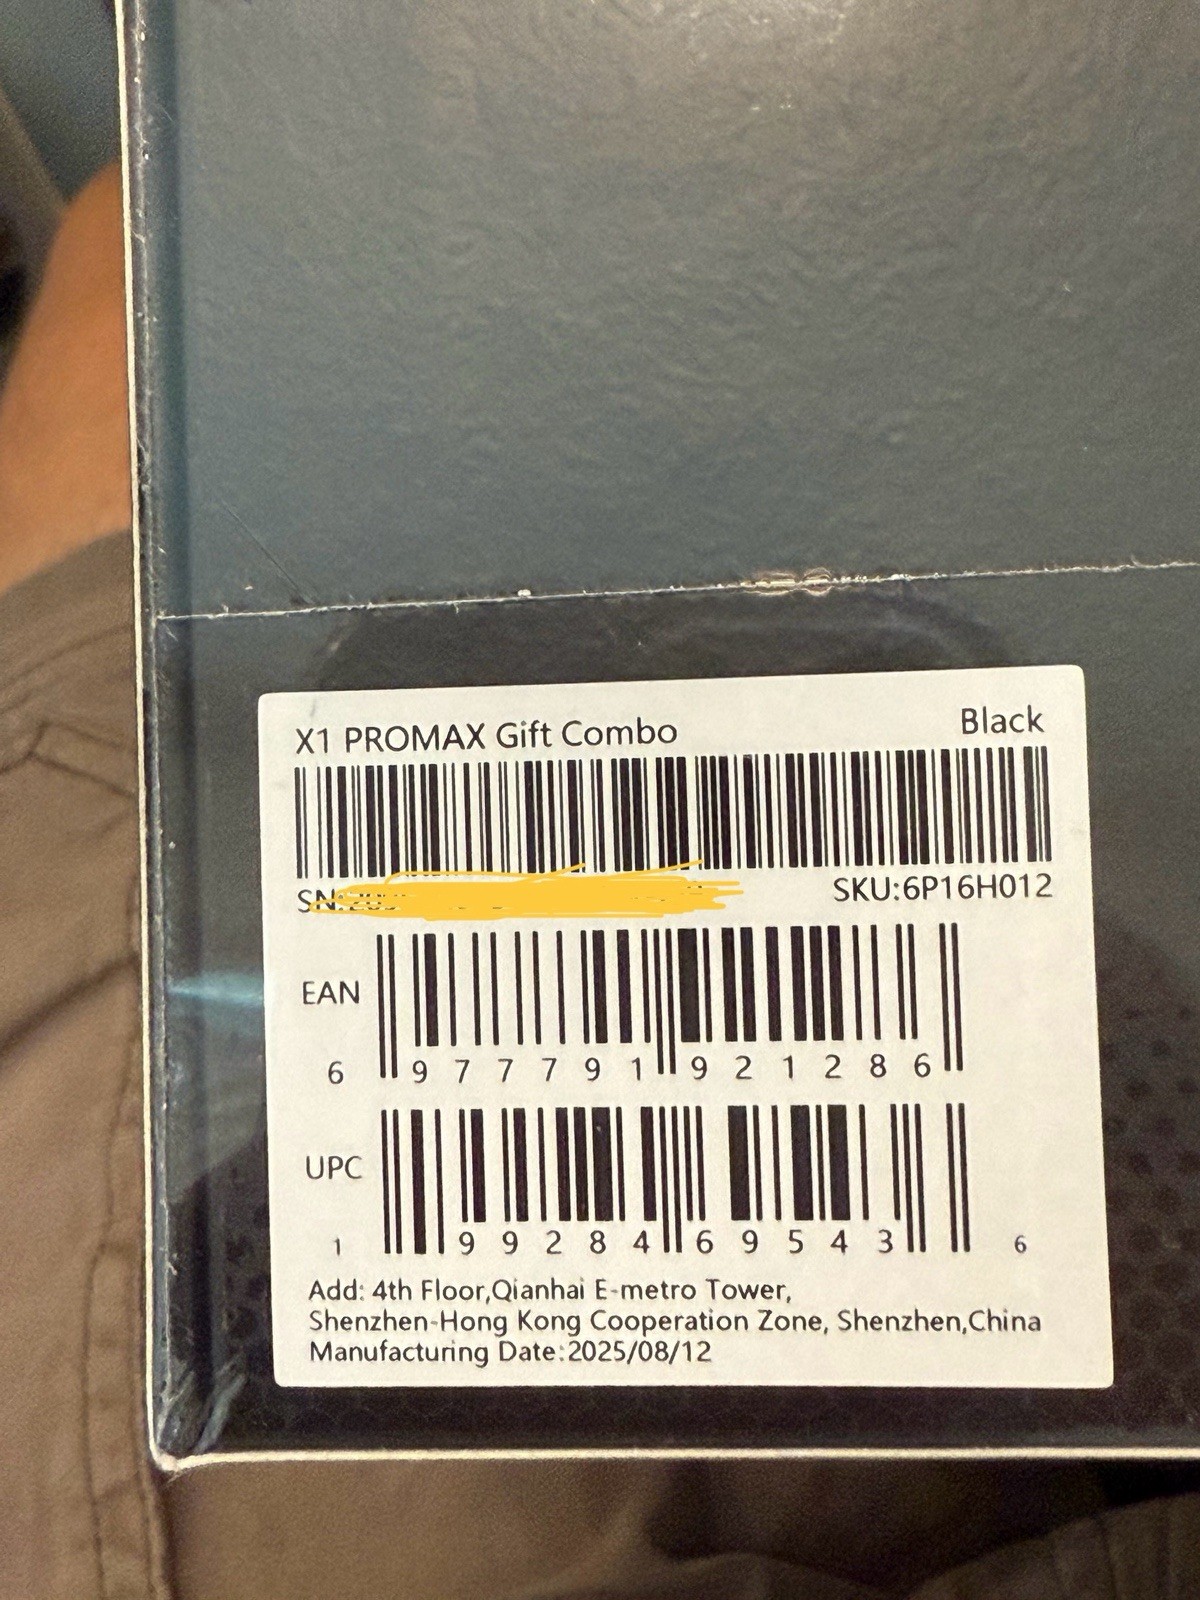 X1 PROMAX Gift Combo Black
SN: SKU:6P16H012
EAN
6 977791 921286
UPC
1 99284 69543 6
Add: 4th Floor,Qianhai E-metro Tower,
Shenzhen-Hong Kong Cooperation Zone, Shenzhen,China
Manufacturing Date:2025/08/12